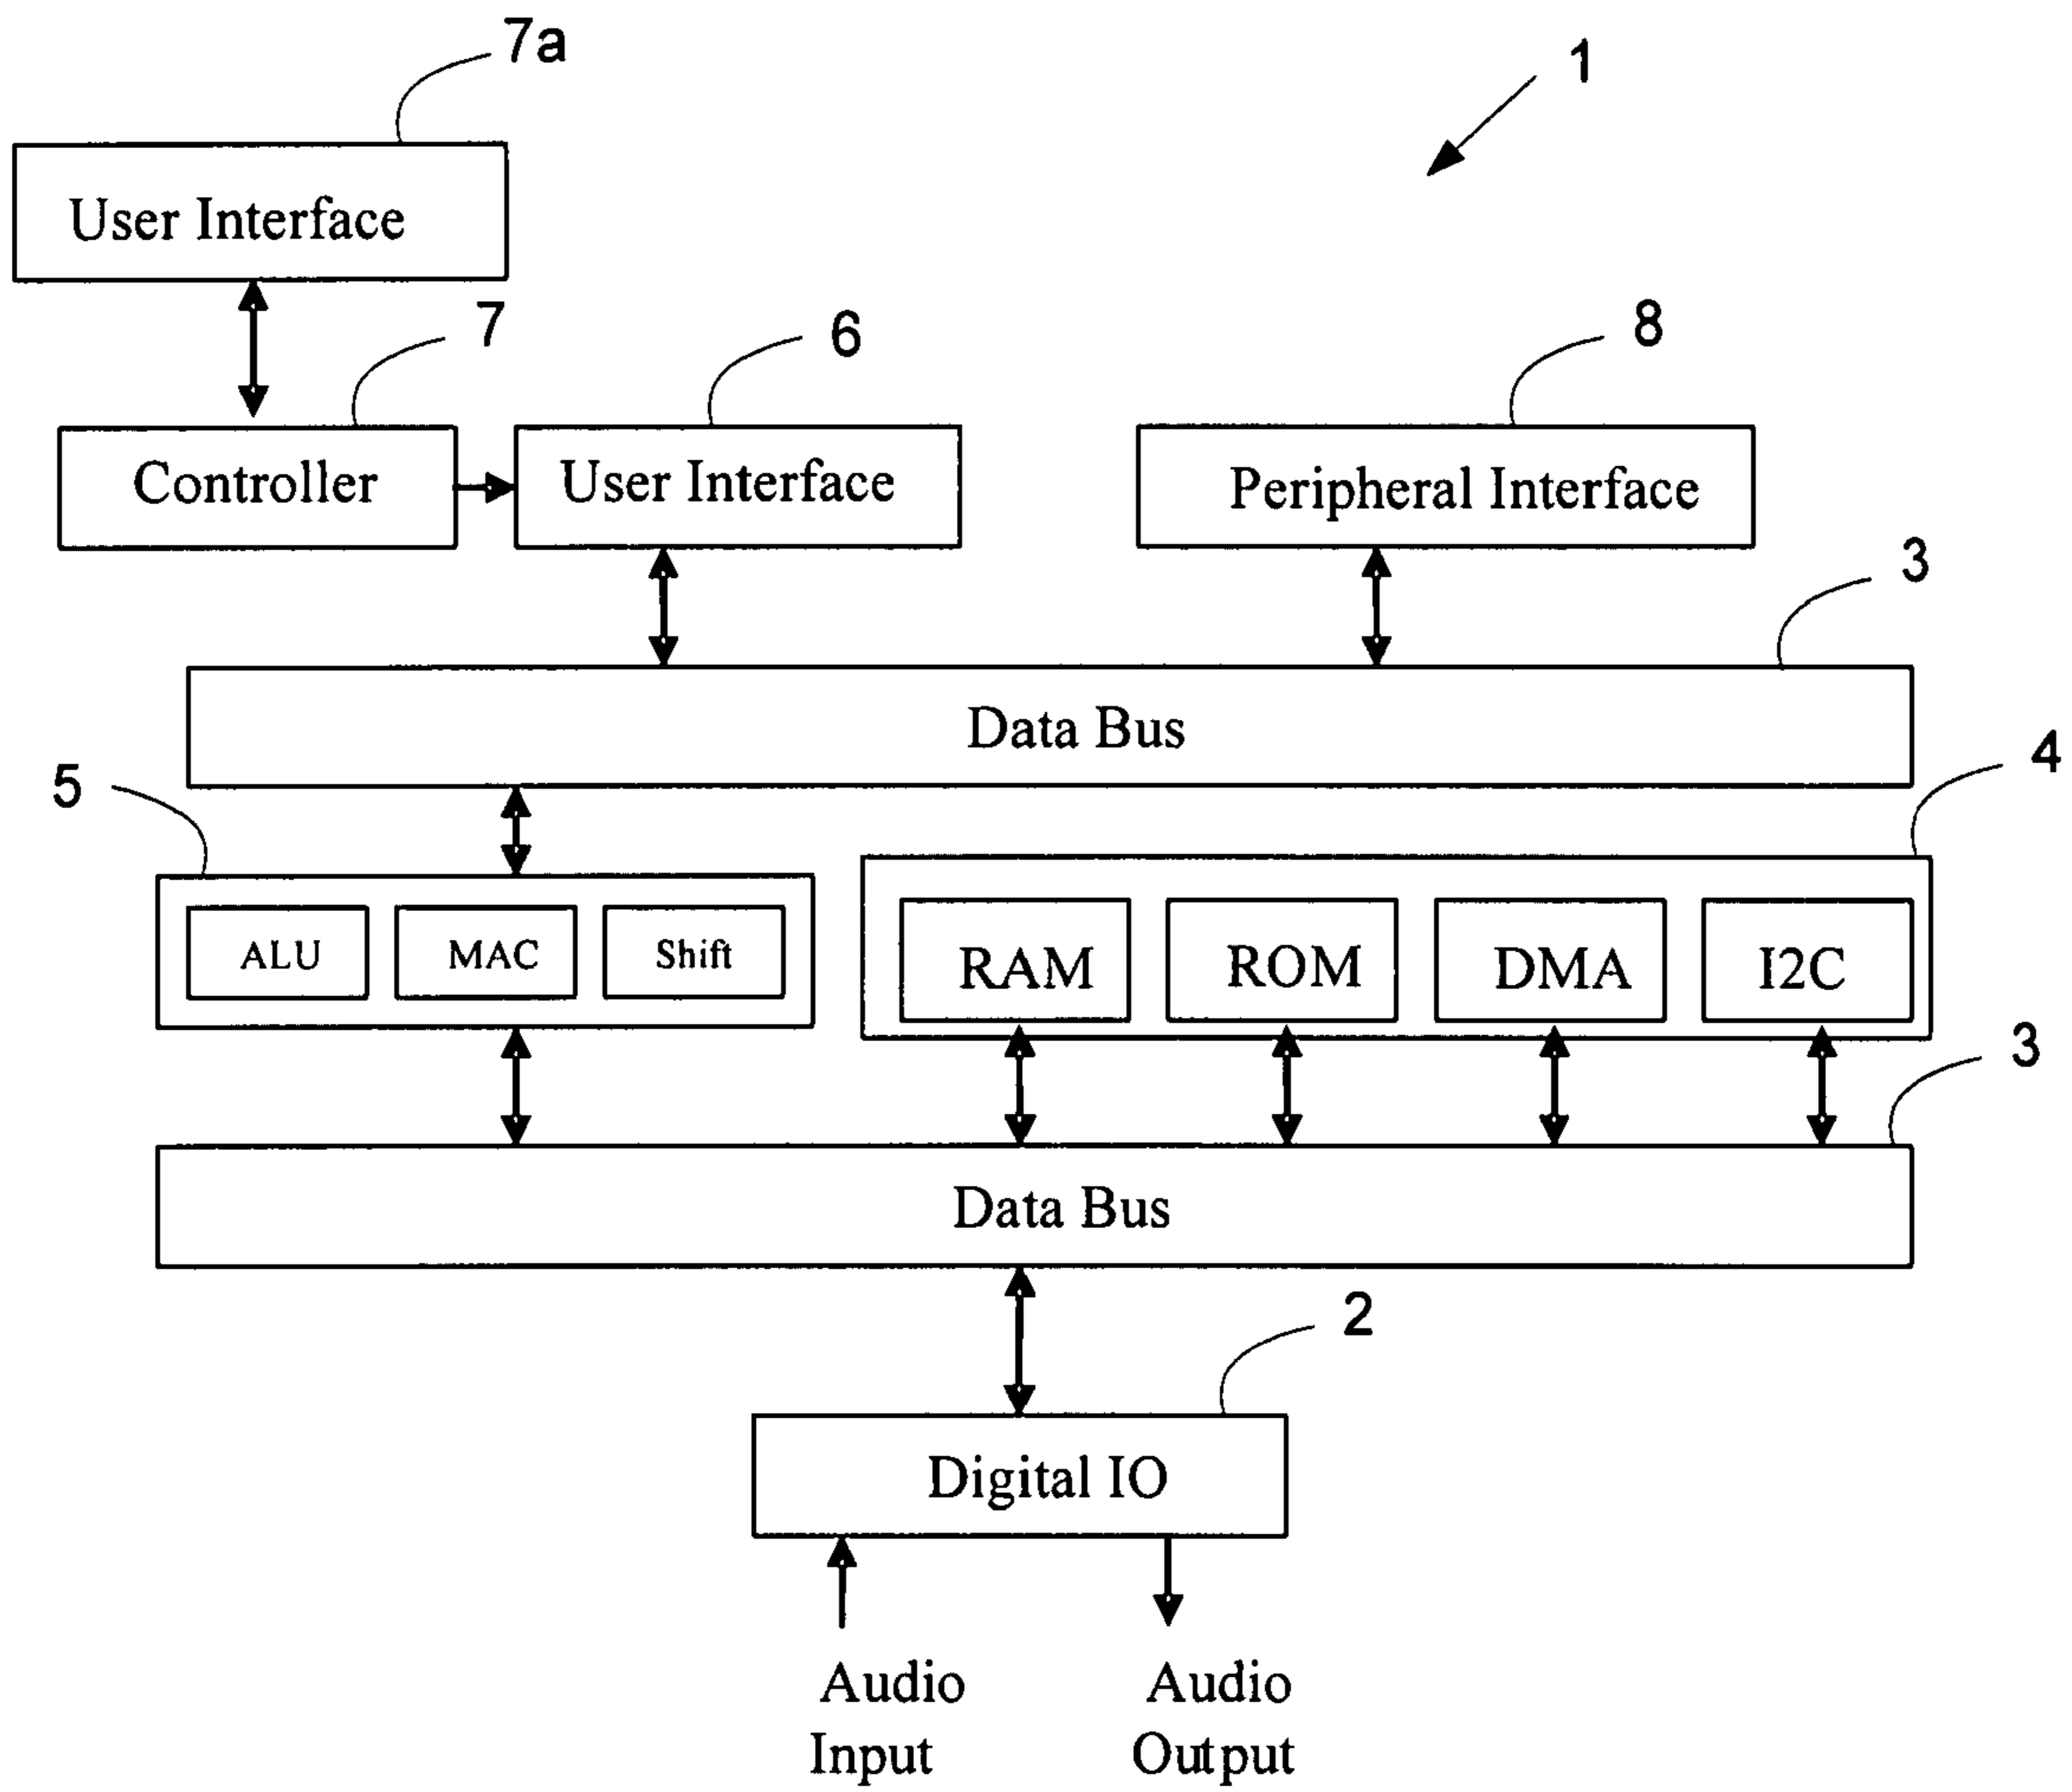 7a
1
User Interface
7
6
8
Controller
User Interface
Peripheral Interface
3
Data Bus
4
5
ALU
MAC
Shift
RAM
ROM
DMA
I2C
3
Data Bus
2
Digital IO
Audio
Input
Audio
Output